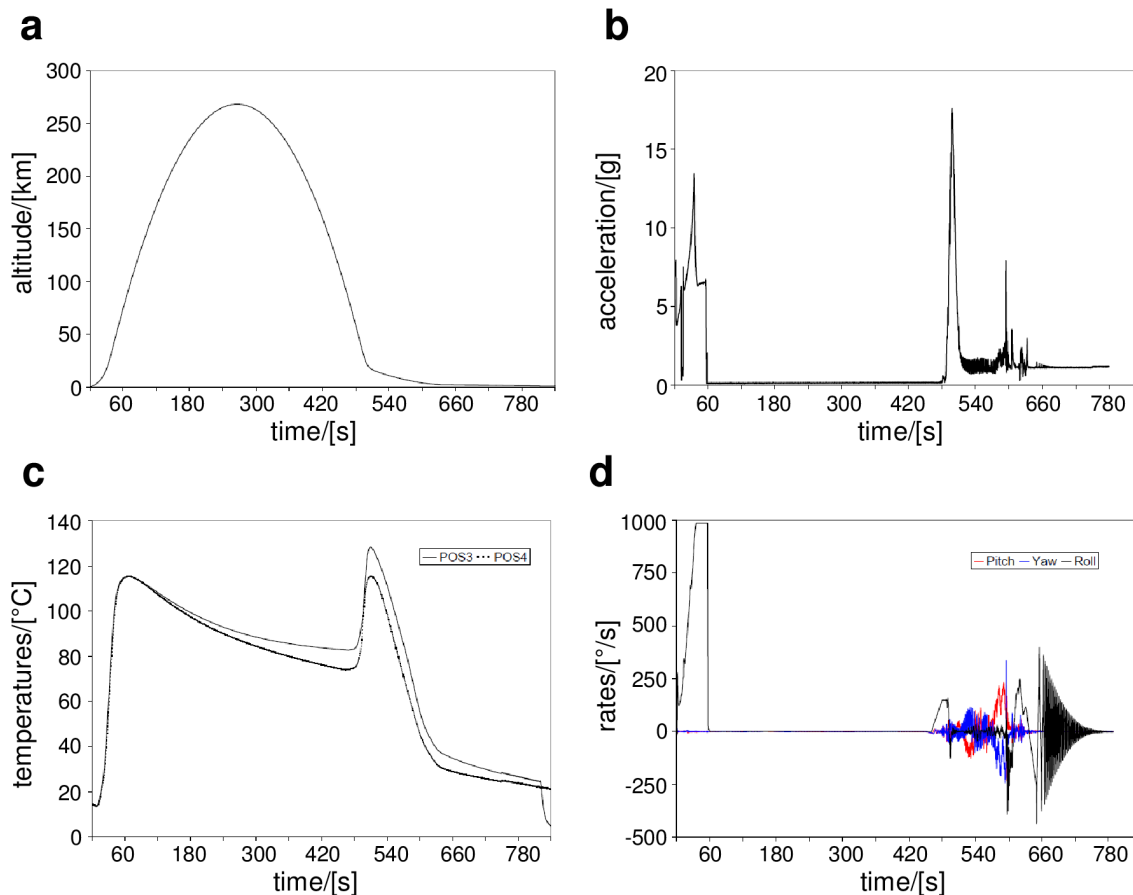 a
300
250
200
150
100
50
0
altitude/[km]
60 180 300 420 540 660 780
time/[s]
b
20
15
10
5
0
acceleration/[g]
60 180 300 420 540 660 780
time/[s]
c
140
120
100
80
60
40
20
0
temperatures/[°C]
POS3 POS4
60 180 300 420 540 660 780
time/[s]
d
1000
750
500
250
0
-250
-500
rates/[°/s]
Pitch Yaw Roll
60 180 300 420 540 660 780
time/[s]